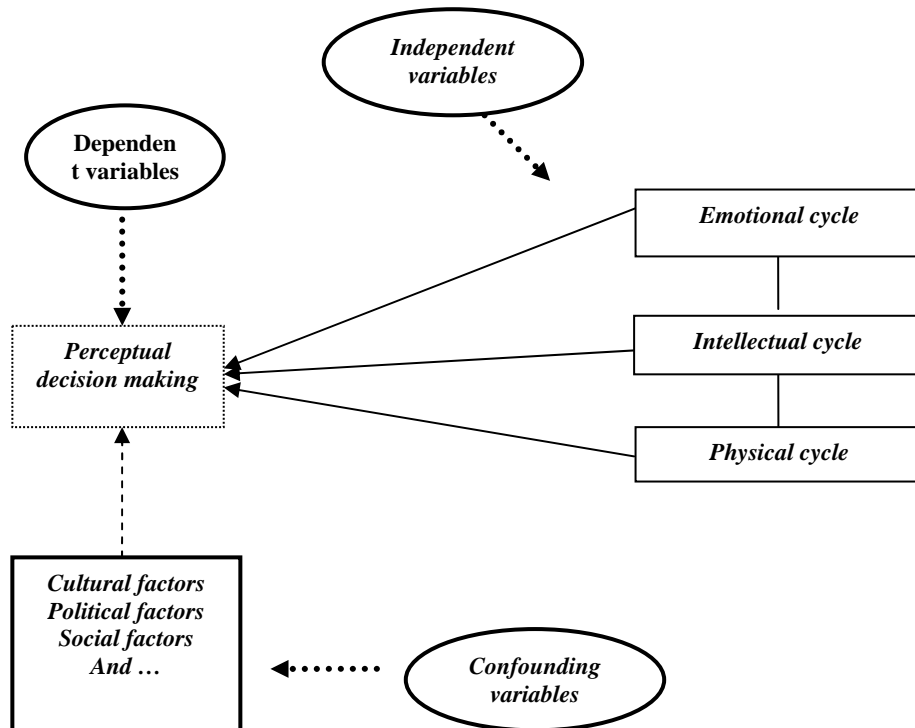 Independent
variables
Dependen
t variables
Emotional cycle
Perceptual
decision making
Intellectual cycle
Physical cycle
Cultural factors
Political factors
Social factors
And …
Confounding
variables